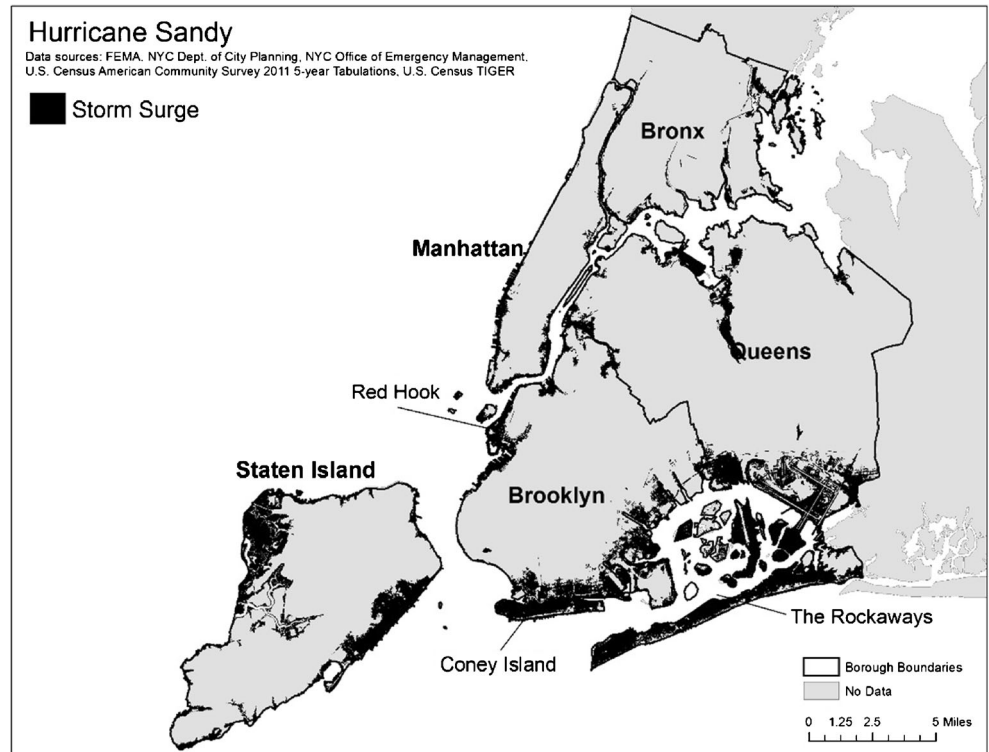 Hurricane Sandy
Data sources: FEMA, NYC Dept. of City Planning, NYC Office of Emergency Management,
U.S. Census American Community Survey 2011 5-year Tabulations, U.S. Census TIGER
Storm Surge
Bronx
Manhattan
Queens
Red Hook
Staten Island
Brooklyn
The Rockaways
Coney Island
Borough Boundaries
No Data
0 1.25 2.5 5 Miles